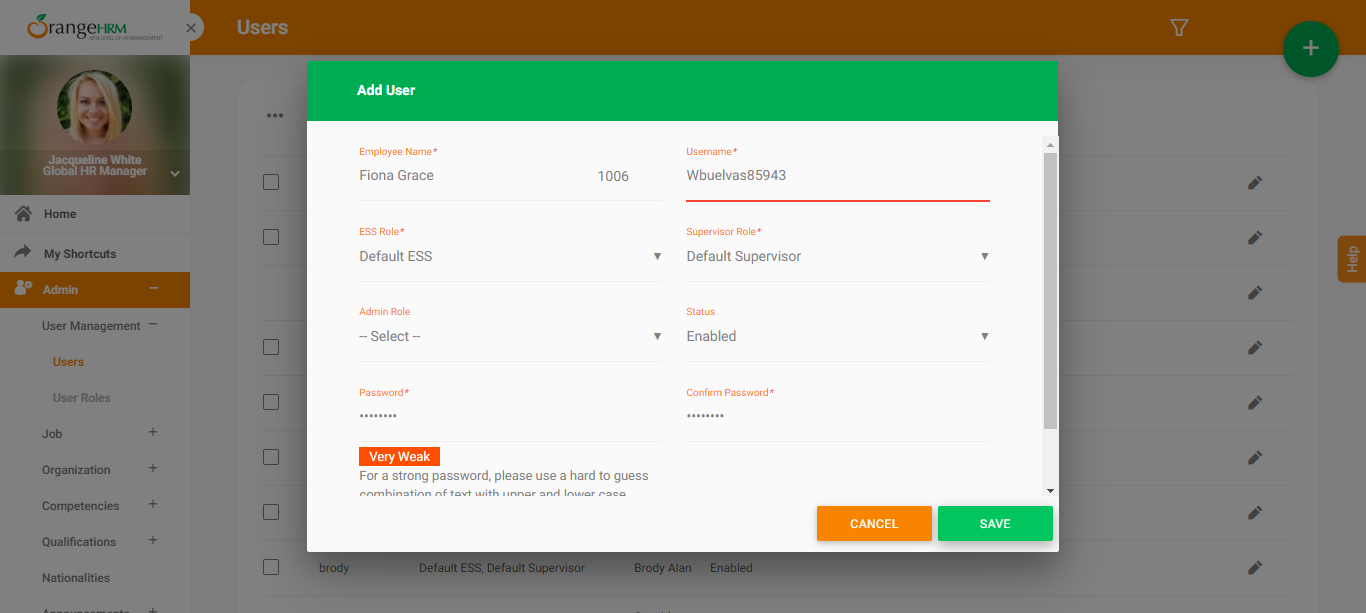 OrangeHRM
NEW LEVEL OF HR MANAGEMENT
Users
Jacqueline White
Global HR Manager
Home
My Shortcuts
Admin
User Management
Users
User Roles
Job
Organization
Competencies
Qualifications
Nationalities
Announcements
Add User
Employee Name*
Fiona Grace 1006
Username*
Wbuelvas85943
ESS Role*
Default ESS
Supervisor Role*
Default Supervisor
Admin Role
-- Select --
Status
Enabled
Password*
••••••••
Confirm Password*
••••••••
Very Weak
For a strong password, please use a hard to guess
combination of text with upper and lower case
CANCEL
SAVE
brody Default ESS, Default Supervisor Brody Alan Enabled
Help